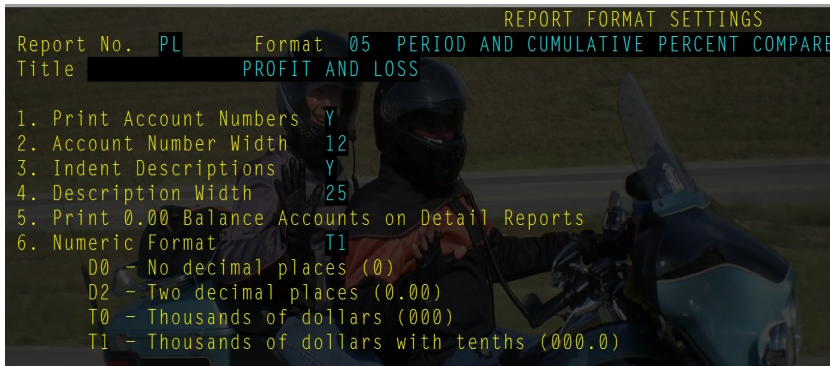 REPORT FORMAT SETTINGS
Report No. PL Format 05 PERIOD AND CUMULATIVE PERCENT COMPARE
Title PROFIT AND LOSS
1. Print Account Numbers Y
2. Account Number Width 12
3. Indent Descriptions Y
4. Description Width 25
5. Print 0.00 Balance Accounts on Detail Reports
6. Numeric Format T1
D0 - No decimal places (0)
D2 - Two decimal places (0.00)
T0 - Thousands of dollars (000)
T1 - Thousands of dollars with tenths (000.0)